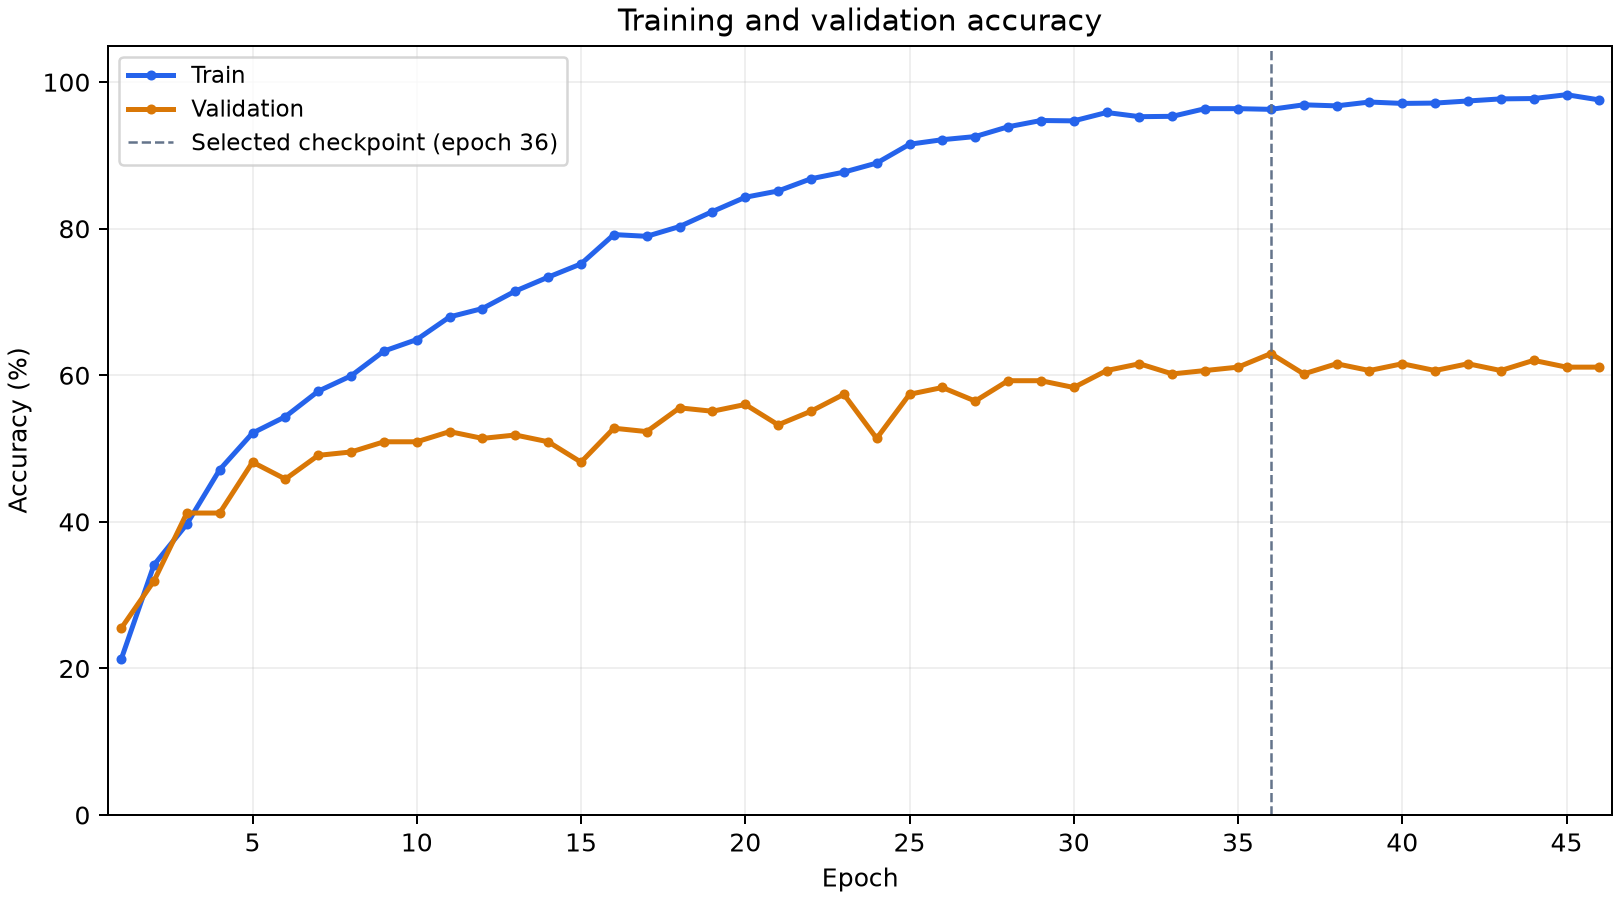 Training and validation accuracy
Train
Validation
Selected checkpoint (epoch 36)
Accuracy (%)
100
80
60
40
20
0
5 10 15 20 25 30 35 40 45
Epoch